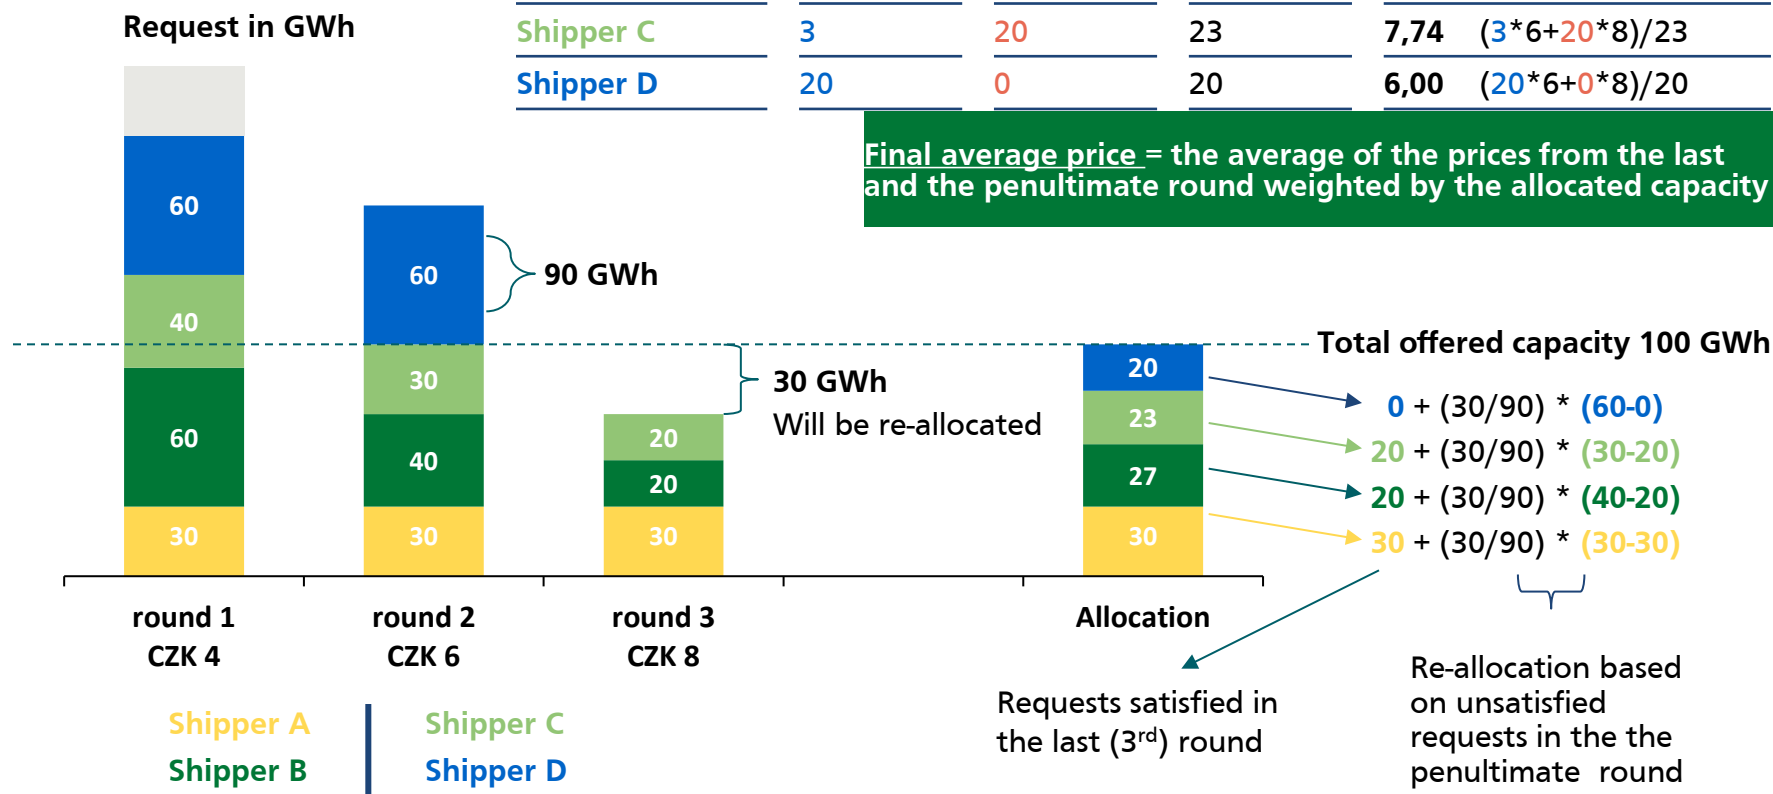 Request in GWh
Shipper C 3 20 23 7,74 (3*6+20*8)/23
Shipper D 20 0 20 6,00 (20*6+0*8)/20
Final average price = the average of the prices from the last
and the penultimate round weighted by the allocated capacity
60
40
60
30
60
30
40
30
90 GWh
20
20
30
30 GWh
Will be re-allocated
20
23
27
30
Total offered capacity 100 GWh
0 + (30/90) * (60-0)
20 + (30/90) * (30-20)
20 + (30/90) * (40-20)
30 + (30/90) * (30-30)
round 1
CZK 4
round 2
CZK 6
round 3
CZK 8
Allocation
Requests satisfied in
the last (3rd) round
Re-allocation based
on unsatisfied
requests in the the
penultimate round
Shipper A
Shipper B
Shipper C
Shipper D